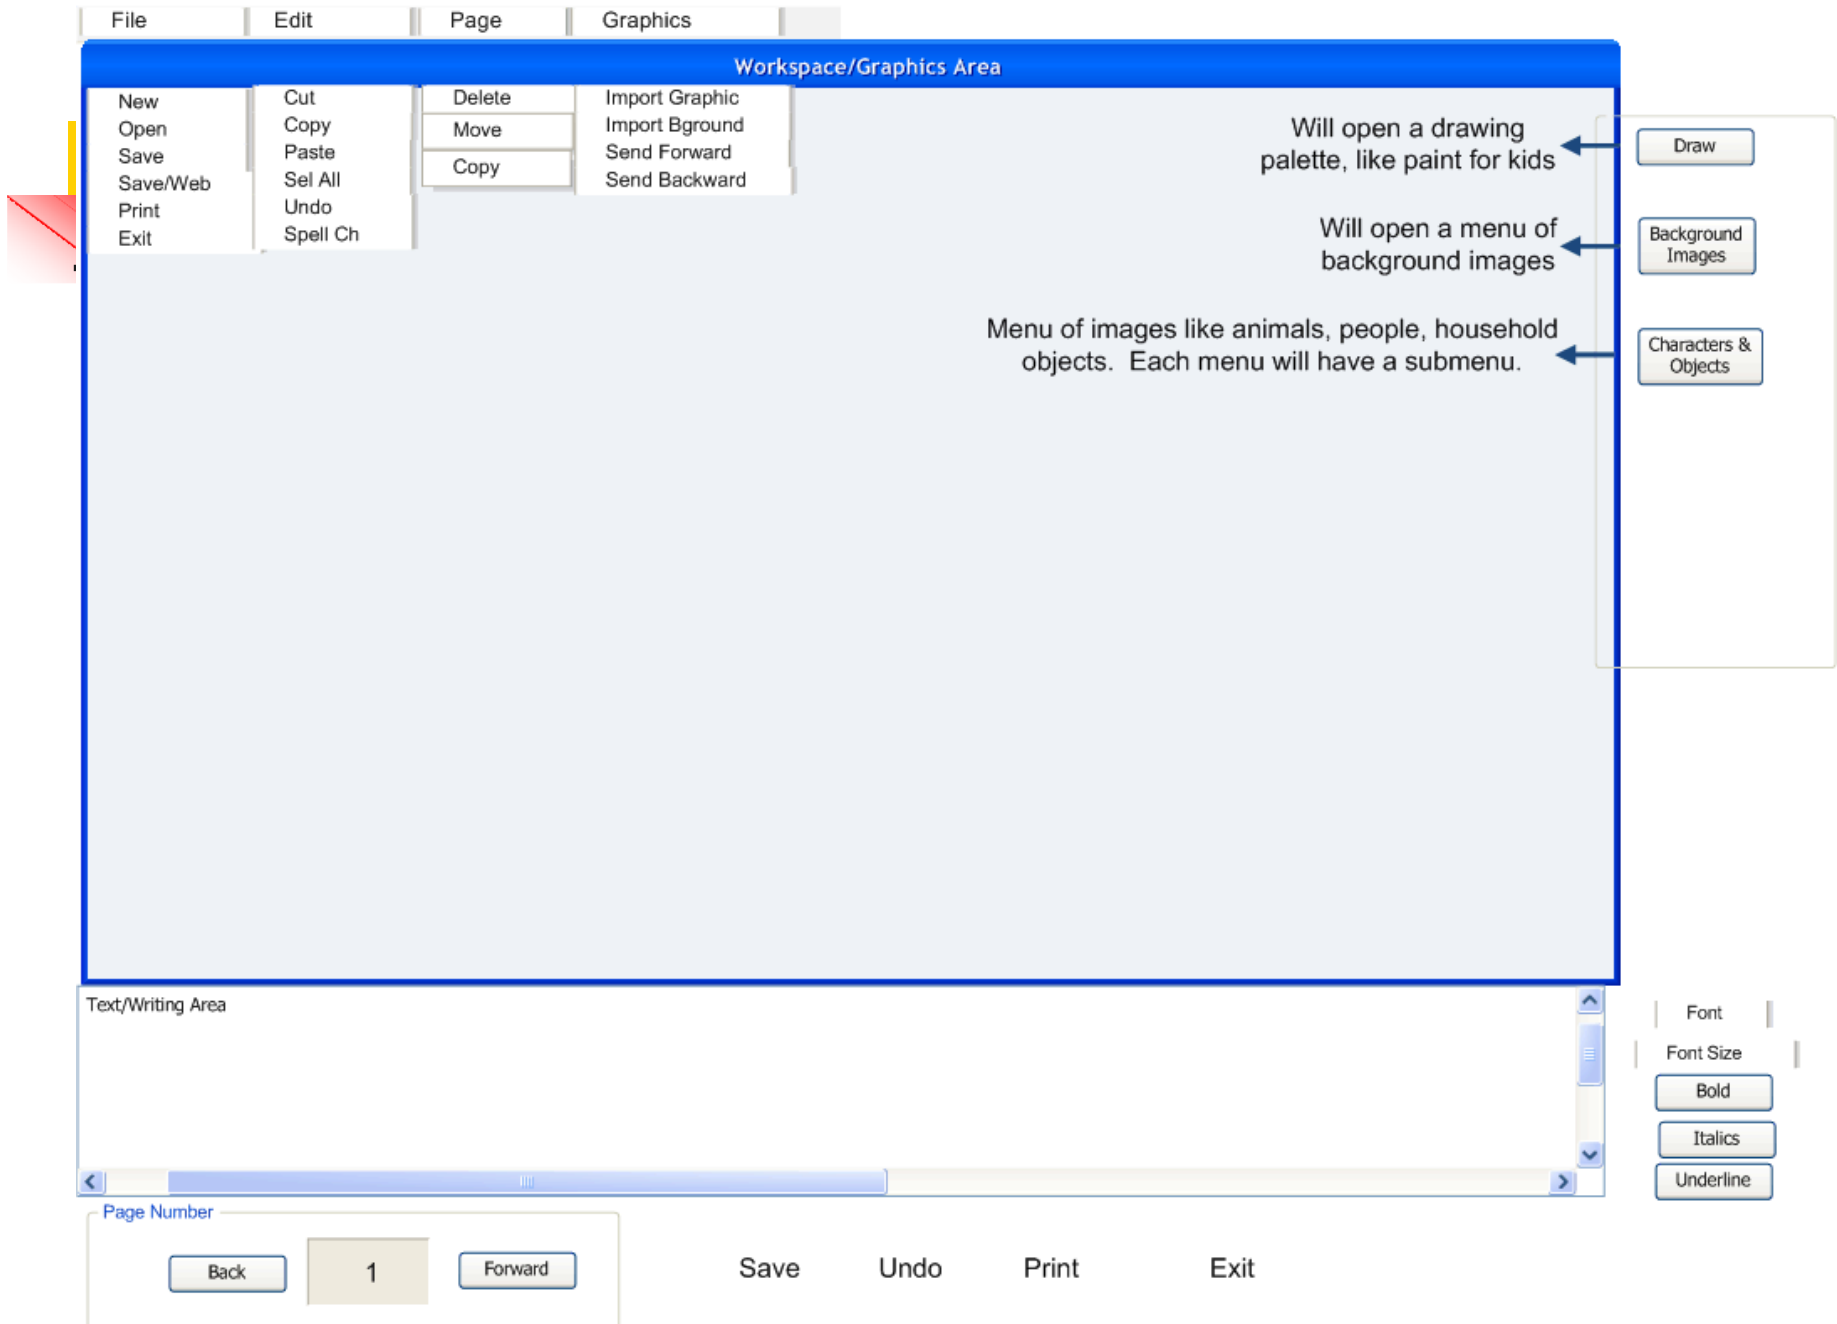 File Edit Page Graphics
Workspace/Graphics Area
New
Open
Save
Save/Web
Print
Exit
Cut
Copy
Paste
Sel All
Undo
Spell Ch
Delete
Move
Copy
Import Graphic
Import Bground
Send Forward
Send Backward
Will open a drawing
palette, like paint for kids
Draw
Will open a menu of
background images
Background
Images
Menu of images like animals, people, household
objects. Each menu will have a submenu.
Characters &
Objects
Text/Writing Area
Font
Font Size
Bold
Italics
Underline
Page Number
Back 1 Forward
Save Undo Print Exit